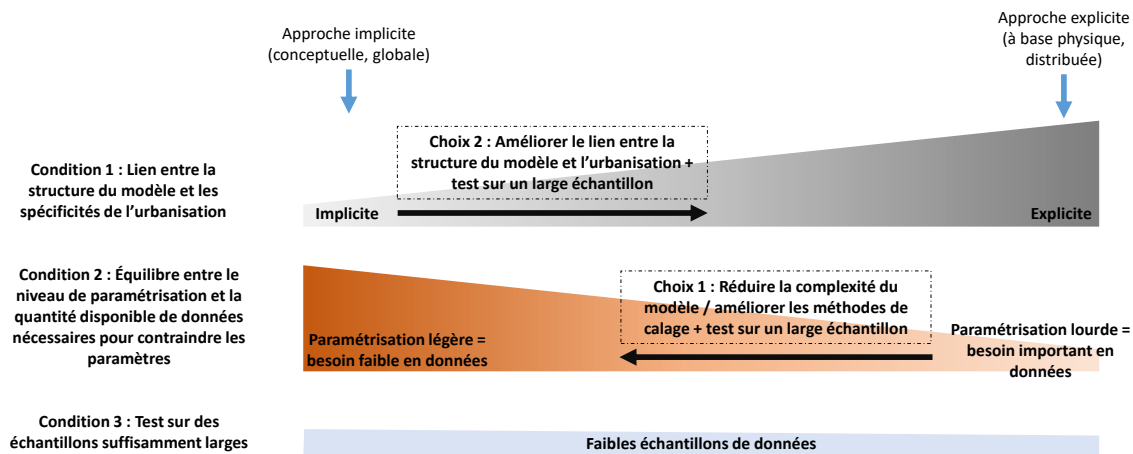 Approche implicite
(conceptuelle, globale)
Approche explicite
(à base physique,
distribuée)
Condition 1 : Lien entre la
structure du modèle et les
spécificités de l'urbanisation
Choix 2 : Améliorer le lien entre la
structure du modèle et l'urbanisation +
test sur un large échantillon
Implicite
Explicite
Condition 2 : Équilibre entre le
niveau de paramétrisation et la
quantité disponible de données
nécessaires pour contraindre les
paramètres
Choix 1 : Réduire la complexité du
modèle / améliorer les méthodes de
calage + test sur un large échantillon
Paramétrisation légère =
besoin faible en données
Paramétrisation lourde =
besoin important en
données
Condition 3 : Test sur des
échantillons suffisamment larges
Faibles échantillons de données